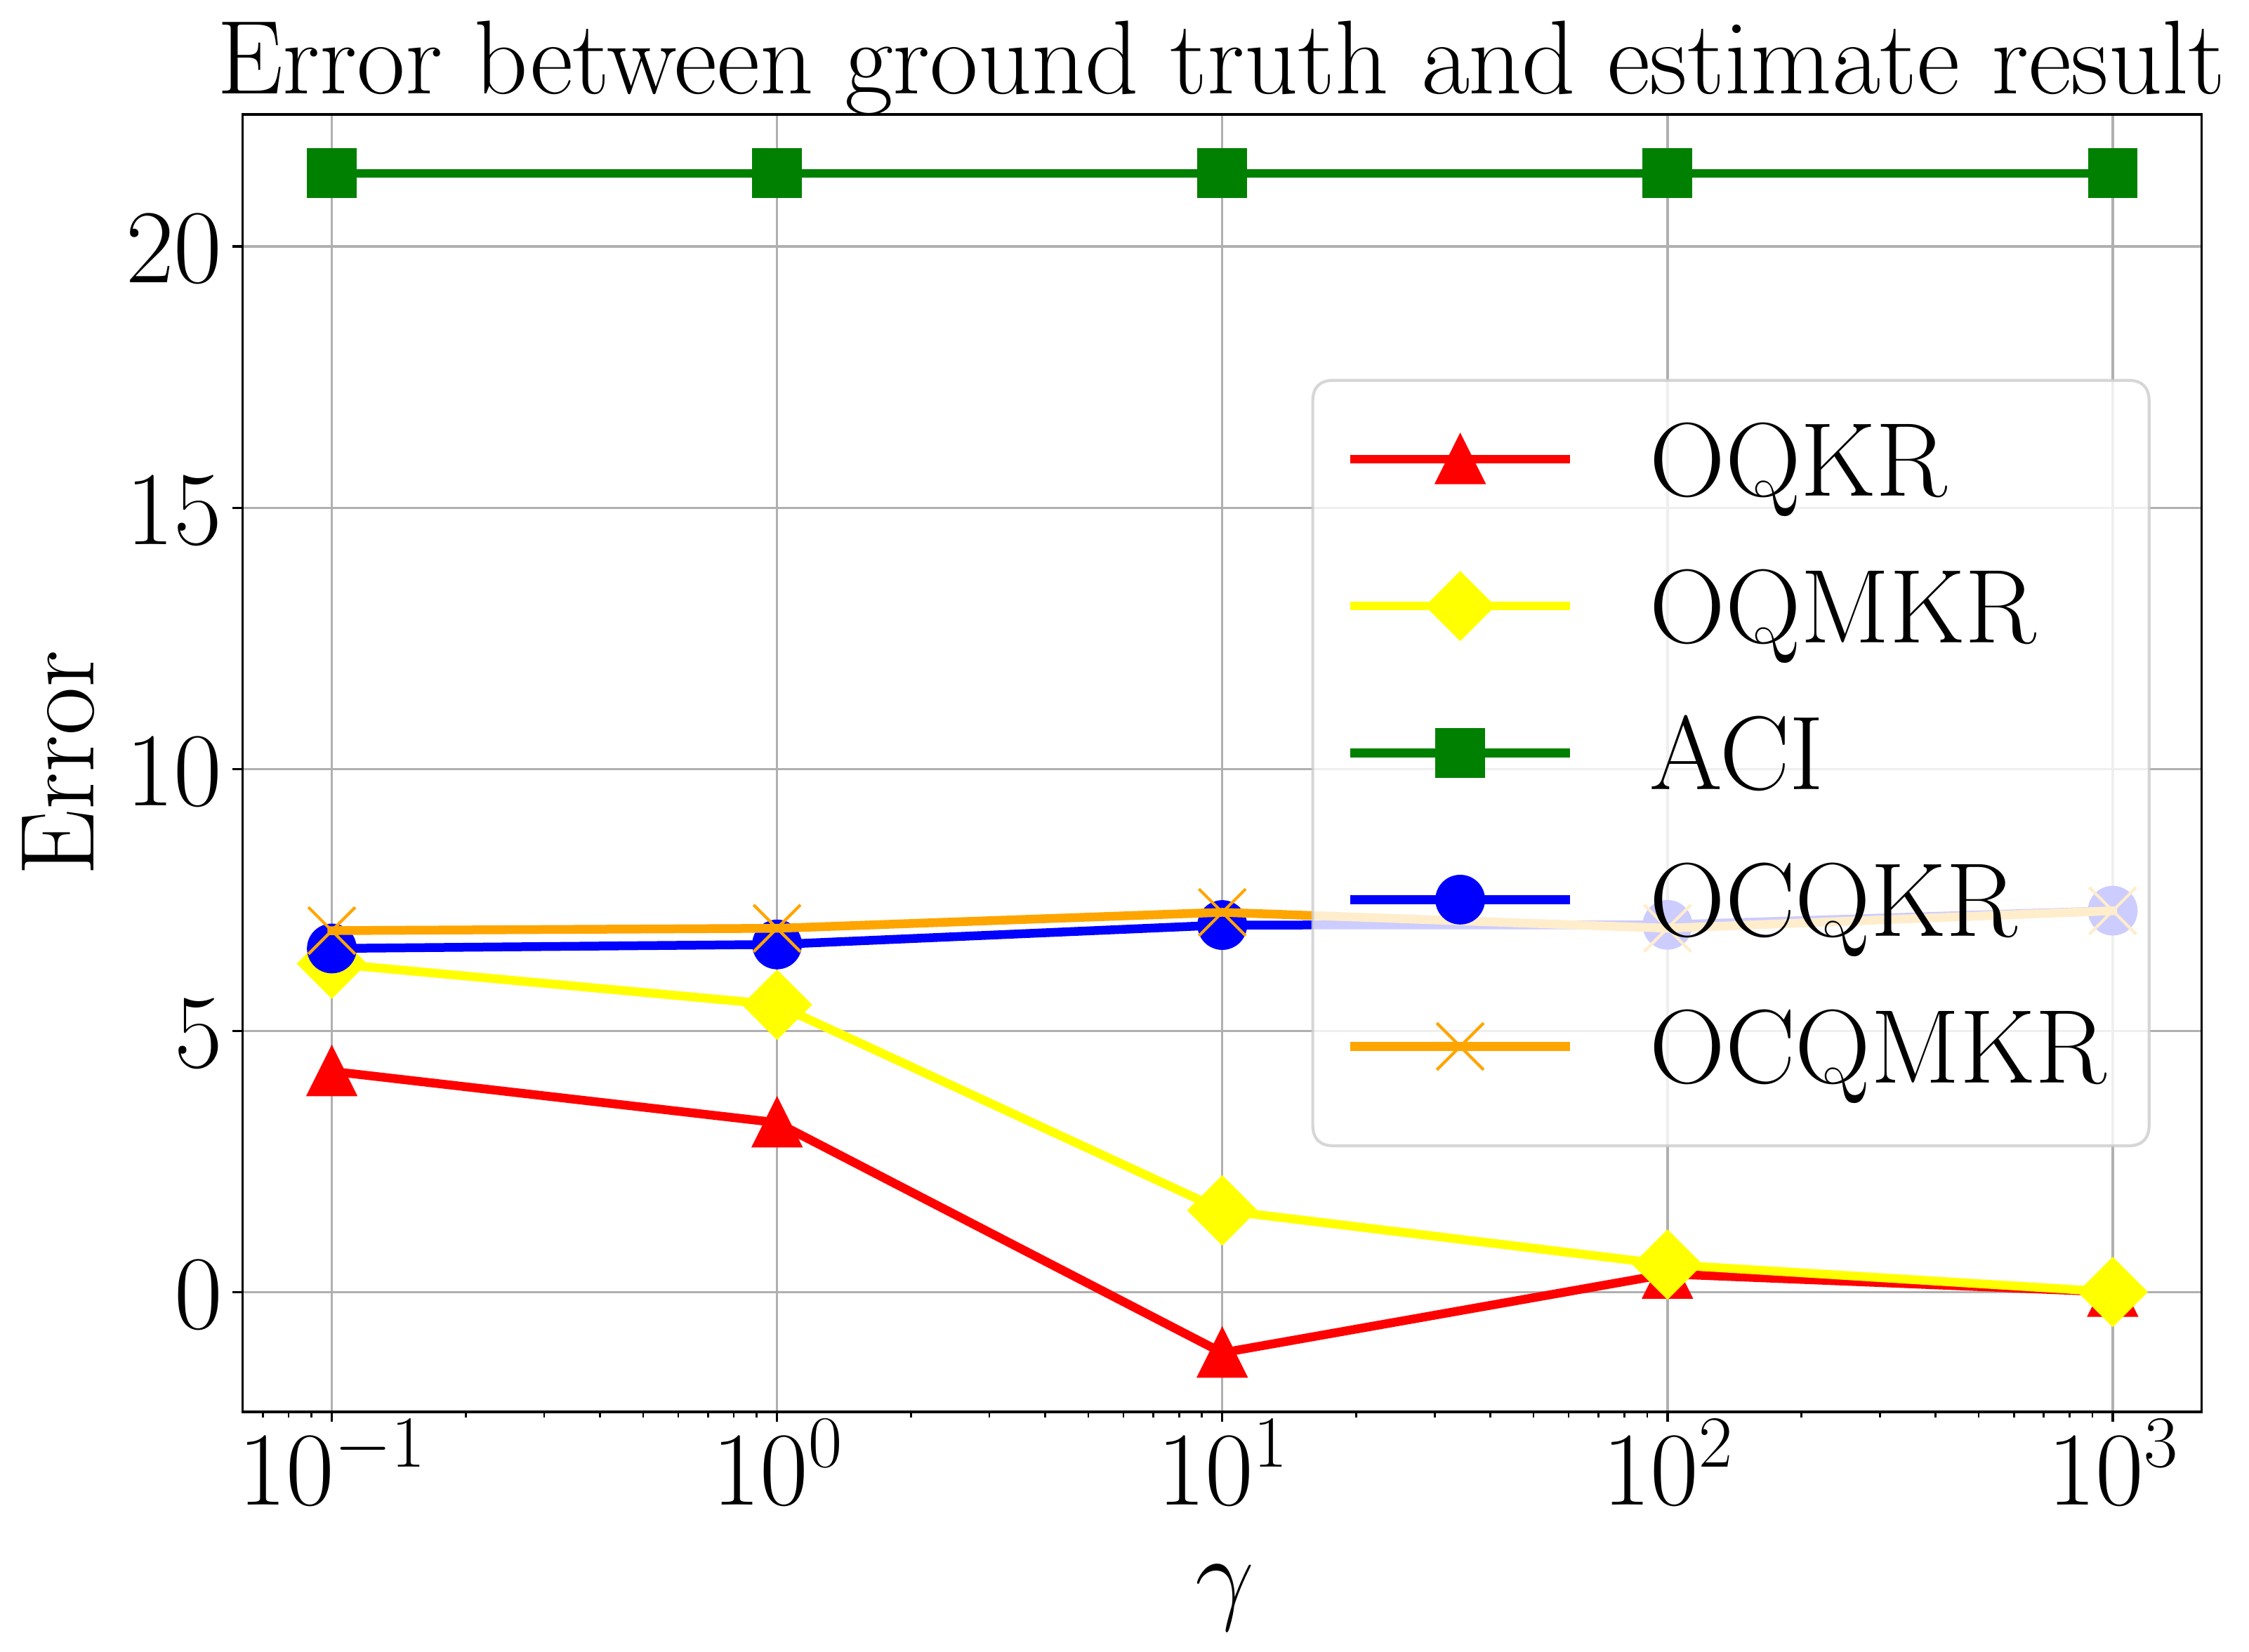 Error between ground truth and estimate result
Error
20
15
10
5
0
OQKR
OQMKR
ACI
OCQKR
OCQMKR
10⁻¹ 10⁰ 10¹ 10² 10³
γ